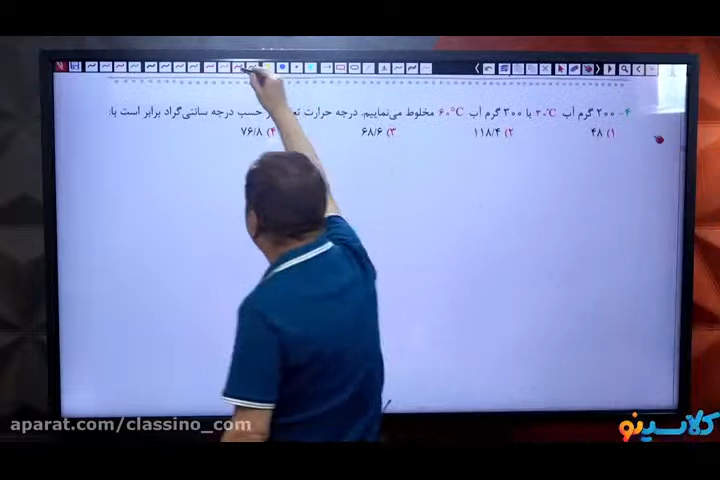 ۴- ۲۰۰ گرم آب ۳۰°C با ۳۰۰ گرم آب ۶۰°C مخلوط می‌نماییم. درجه حرارت حسب درجه سانتی‌گراد برابر است با:
۱) ۴۸ ۲) ۱۱۸/۴ ۳) ۶۸/۶ ۴) ۷۶/۸
aparat.com/classino_com
کلاسینو